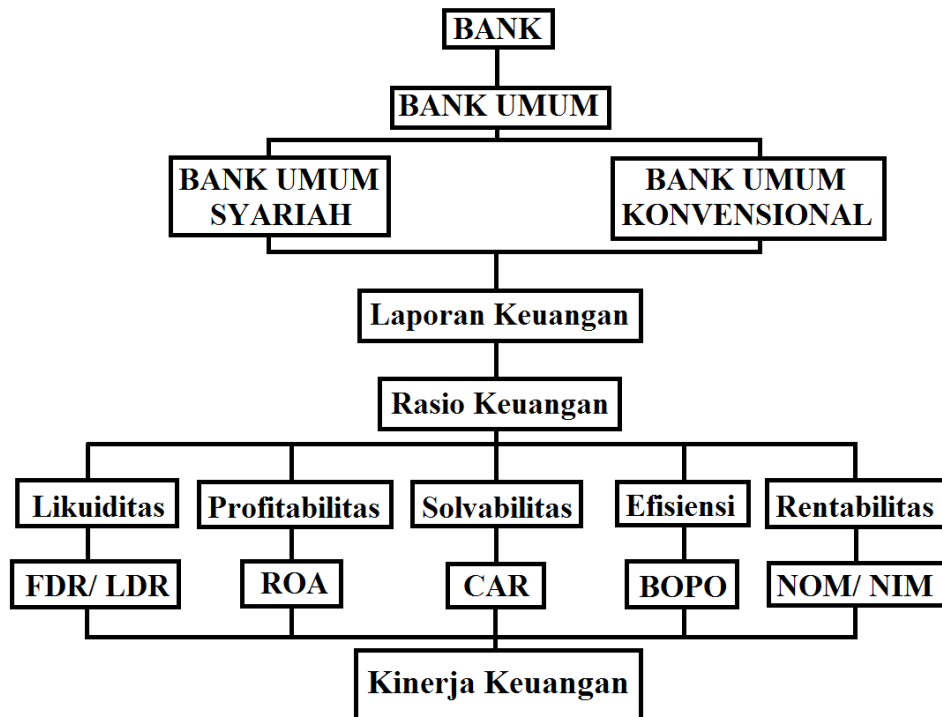 BANK
BANK UMUM
BANK UMUM
SYARIAH
BANK UMUM
KONVENSIONAL
Laporan Keuangan
Rasio Keuangan
Likuiditas
Profitabilitas
Solvabilitas
Efisiensi
Rentabilitas
FDR/ LDR
ROA
CAR
BOPO
NOM/ NIM
Kinerja Keuangan